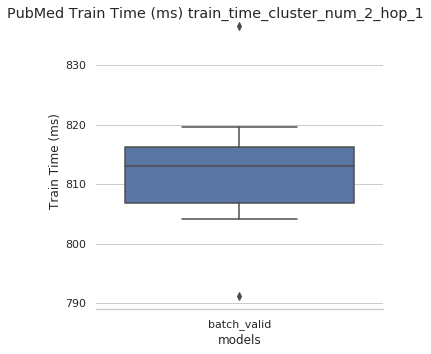 PubMed Train Time (ms) train_time_cluster_num_2_hop_1
830
820
810
800
790
Train Time (ms)
batch_valid
models